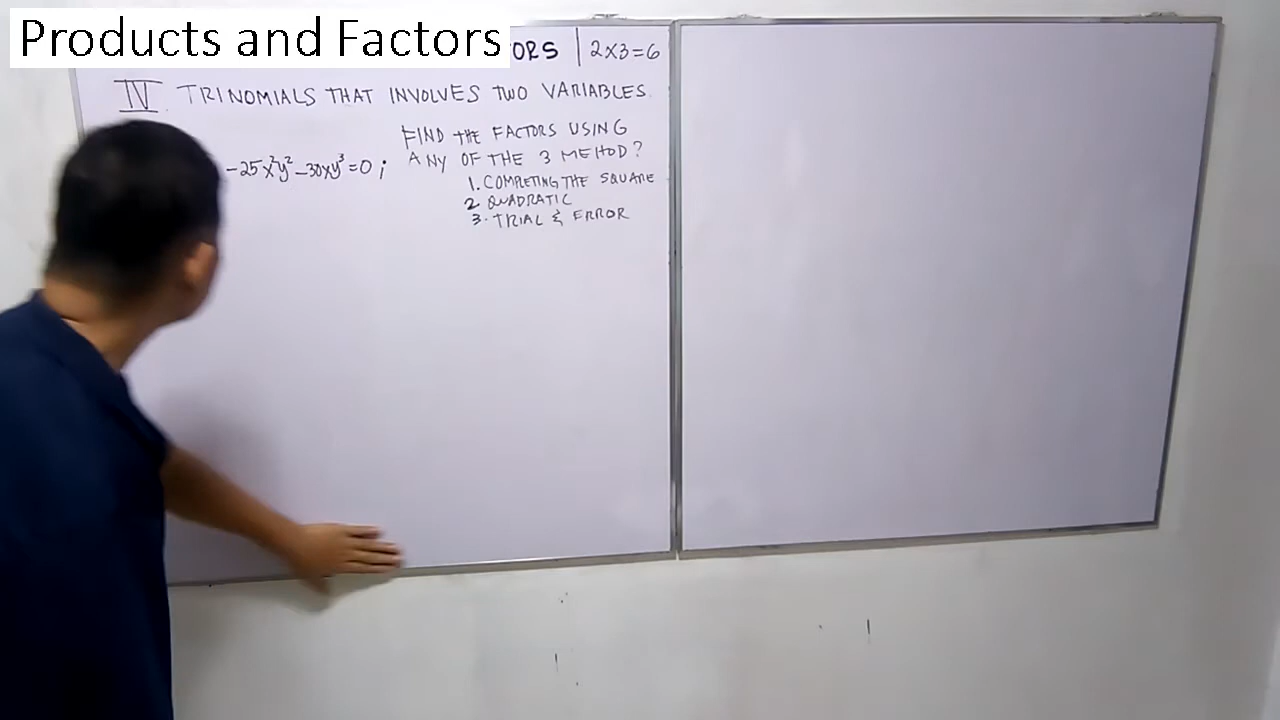 Products and Factors
ORS | 2x3=6
IV TRINOMIALS THAT INVOLVES TWO VARIABLES
FIND THE FACTORS USING
ANY OF THE 3 MEHOD?
-25x²y² -30xy³=0;
1. COMPLETING THE SQUARE
2 QUADRATIC
3. TRIAL & ERROR